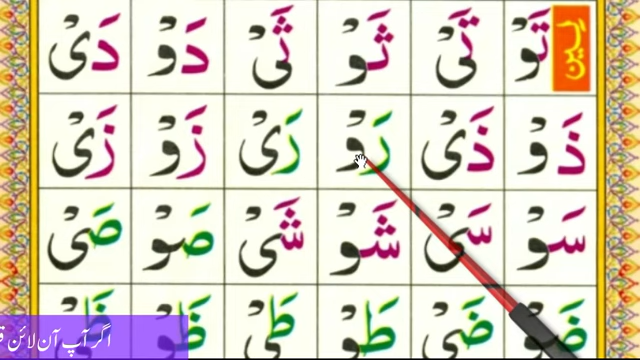 لین
تَوْ تَیْ ثَوْ ثَیْ دَوْ دَیْ
ذَوْ ذَیْ رَوْ رَیْ زَوْ زَیْ
سَوْ سَیْ شَوْ شَیْ صَوْ صَیْ
ضَوْ ضَیْ طَوْ طَیْ ظَوْ ظَیْ
اگر آپ آن لائن